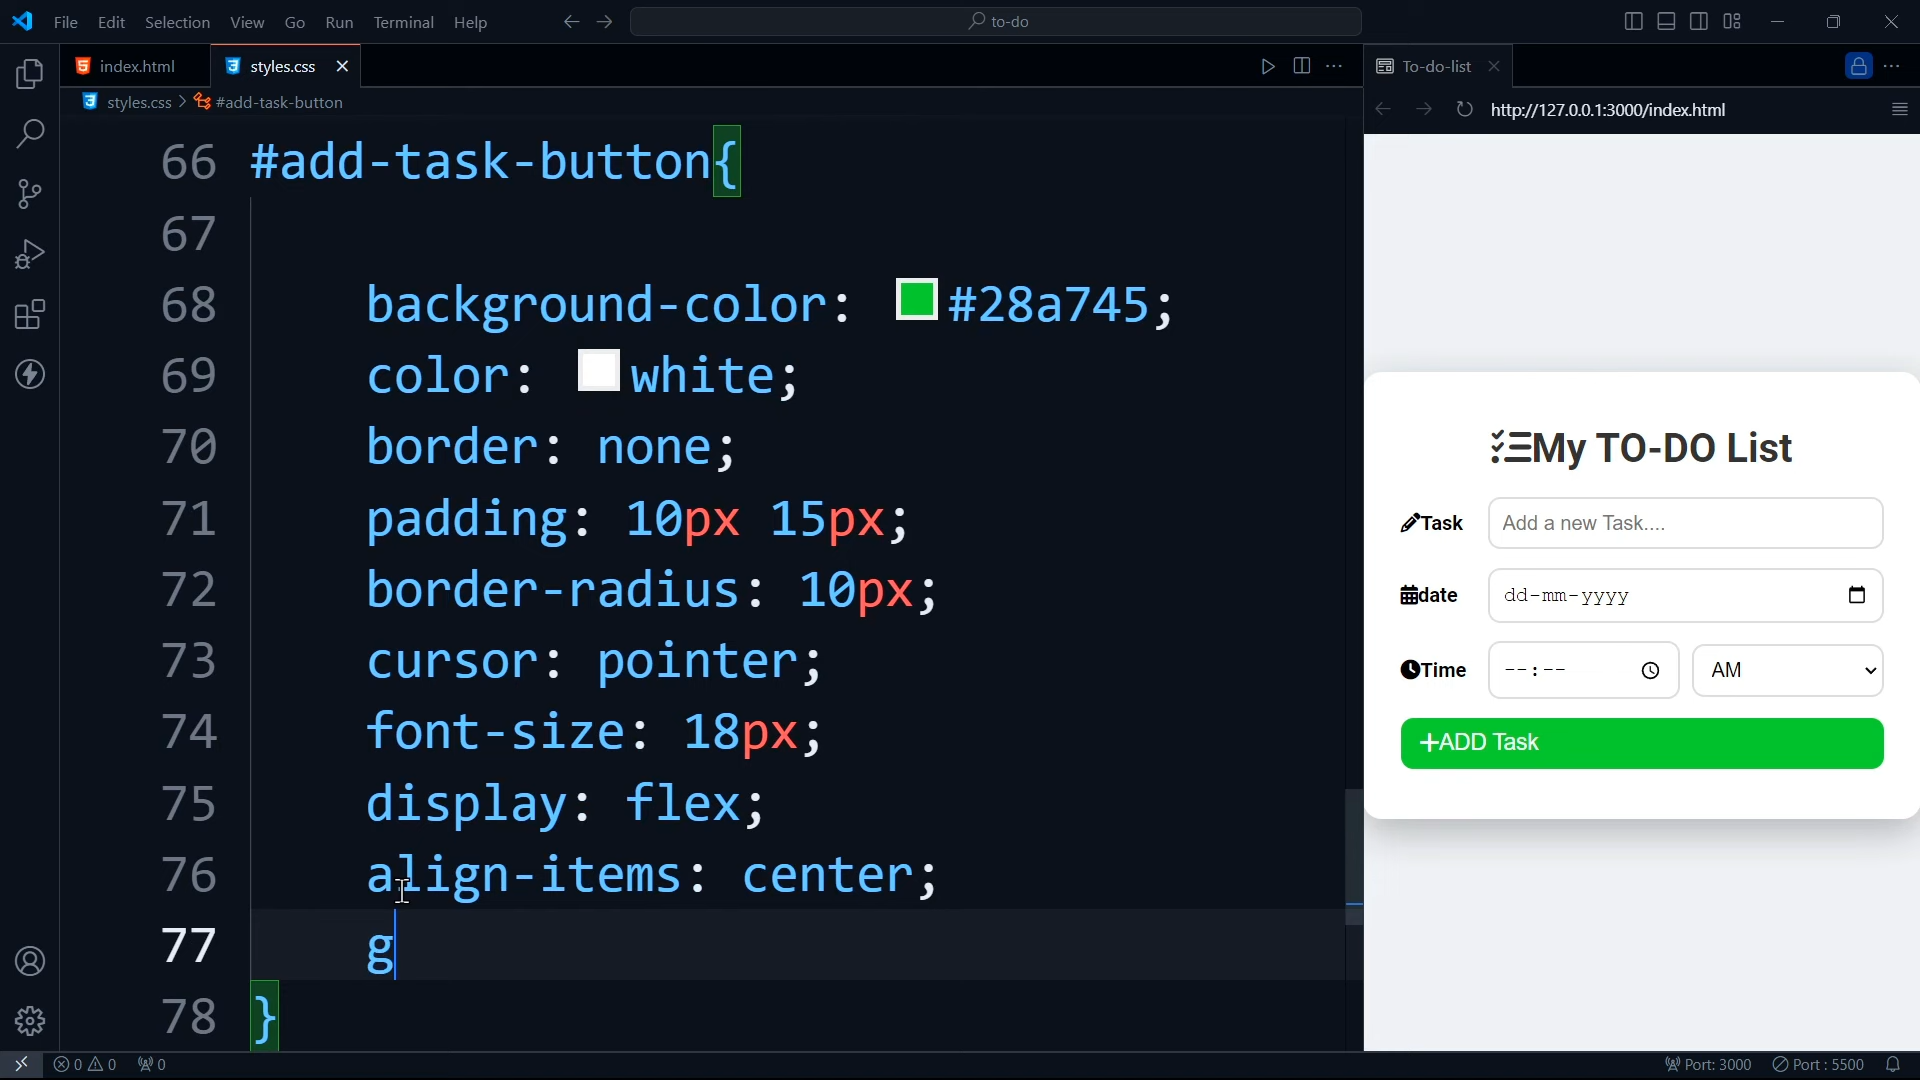 File Edit Selection View Go Run Terminal Help
to-do
index.html
styles.css
To-do-list
styles.css > #add-task-button
http://127.0.0.1:3000/index.html
66 #add-task-button{
67
68 background-color: #28a745;
69 color: white;
70 border: none;
71 padding: 10px 15px;
72 border-radius: 10px;
73 cursor: pointer;
74 font-size: 18px;
75 display: flex;
76 align-items: center;
77 g
78 }
My TO-DO List
Task Add a new Task....
date dd-mm-yyyy
Time --:-- AM
+ADD Task
0 0 0
Port: 3000 Port : 5500